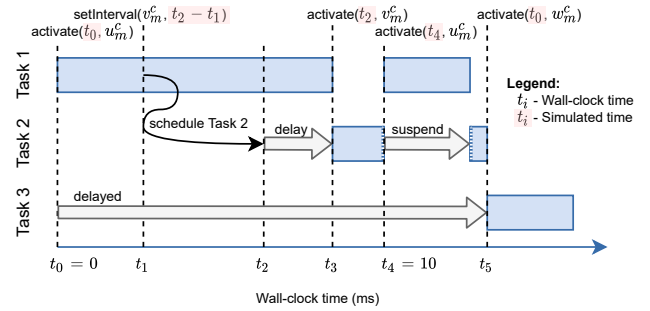 setInterval(v_m^c, t_2 − t_1)
activate(t_2, v_m^c)
activate(t_0, w_m^c)
activate(t_0, u_m^c)
activate(t_4, u_m^c)
Task 1
Legend:
t_i - Wall-clock time
t_i - Simulated time
Task 2
schedule Task 2
delay
suspend
Task 3
delayed
t_0 = 0
t_1
t_2
t_3
t_4 = 10
t_5
Wall-clock time (ms)